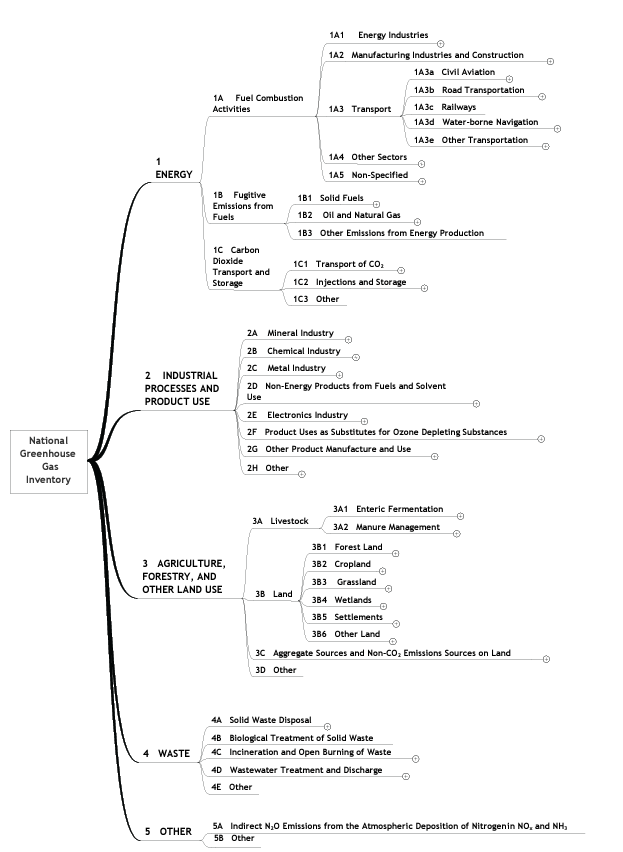 National
Greenhouse
Gas
Inventory
1
ENERGY
1A Fuel Combustion
Activities
1A1 Energy Industries
1A2 Manufacturing Industries and Construction
1A3 Transport
1A3a Civil Aviation
1A3b Road Transportation
1A3c Railways
1A3d Water-borne Navigation
1A3e Other Transportation
1A4 Other Sectors
1A5 Non-Specified
1B Fugitive
Emissions from
Fuels
1B1 Solid Fuels
1B2 Oil and Natural Gas
1B3 Other Emissions from Energy Production
1C Carbon
Dioxide
Transport and
Storage
1C1 Transport of CO₂
1C2 Injections and Storage
1C3 Other
2 INDUSTRIAL
PROCESSES AND
PRODUCT USE
2A Mineral Industry
2B Chemical Industry
2C Metal Industry
2D Non-Energy Products from Fuels and Solvent
Use
2E Electronics Industry
2F Product Uses as Substitutes for Ozone Depleting Substances
2G Other Product Manufacture and Use
2H Other
3 AGRICULTURE,
FORESTRY, AND
OTHER LAND USE
3A Livestock
3A1 Enteric Fermentation
3A2 Manure Management
3B Land
3B1 Forest Land
3B2 Cropland
3B3 Grassland
3B4 Wetlands
3B5 Settlements
3B6 Other Land
3C Aggregate Sources and Non-CO₂ Emissions Sources on Land
3D Other
4 WASTE
4A Solid Waste Disposal
4B Biological Treatment of Solid Waste
4C Incineration and Open Burning of Waste
4D Wastewater Treatment and Discharge
4E Other
5 OTHER
5A Indirect N₂O Emissions from the Atmospheric Deposition of Nitrogenin NOₓ and NH₃
5B Other